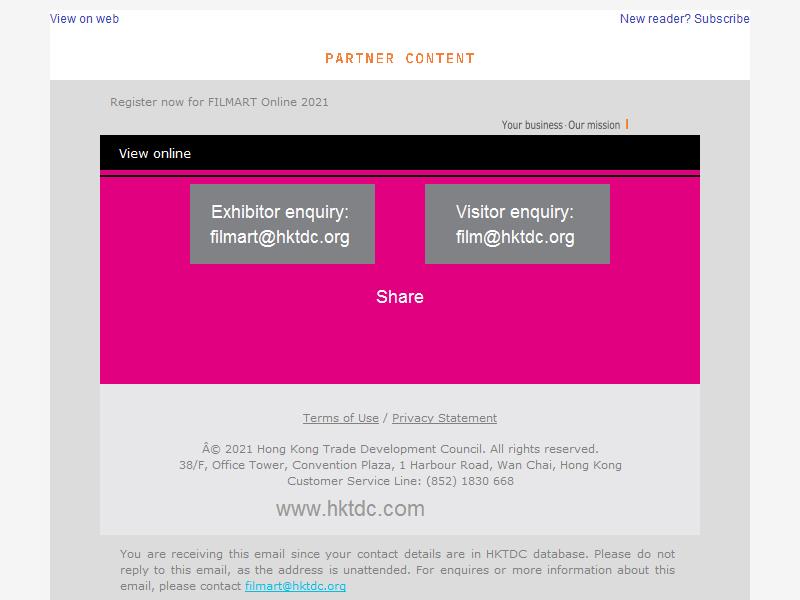 View on web
New reader? Subscribe
PARTNER CONTENT
Register now for FILMART Online 2021
Your business · Our mission
View online
Exhibitor enquiry:
filmart@hktdc.org
Visitor enquiry:
film@hktdc.org
Share
Terms of Use / Privacy Statement
Â© 2021 Hong Kong Trade Development Council. All rights reserved.
38/F, Office Tower, Convention Plaza, 1 Harbour Road, Wan Chai, Hong Kong
Customer Service Line: (852) 1830 668
www.hktdc.com
You are receiving this email since your contact details are in HKTDC database. Please do not
reply to this email, as the address is unattended. For enquires or more information about this
email, please contact filmart@hktdc.org